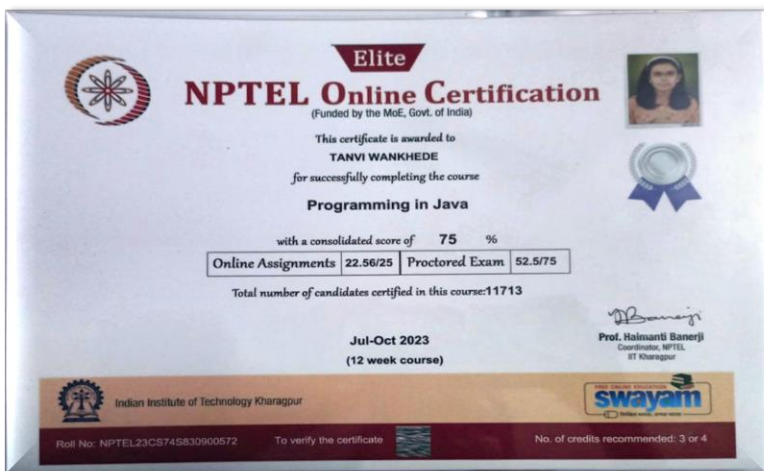 Elite
NPTEL Online Certification
(Funded by the MoE, Govt. of India)
This certificate is awarded to
TANVI WANKHEDE
for successfully completing the course
Programming in Java
with a consolidated score of 75 %
Online Assignments 22.56/25 Proctored Exam 52.5/75
Total number of candidates certified in this course:11713
Jul-Oct 2023
(12 week course)
Prof. Haimanti Banerji
Coordinator, NPTEL
IIT Kharagpur
Indian Institute of Technology Kharagpur
FREE ONLINE EDUCATION
swayam
Roll No: NPTEL23CS74S830900572 To verify the certificate No. of credits recommended: 3 or 4